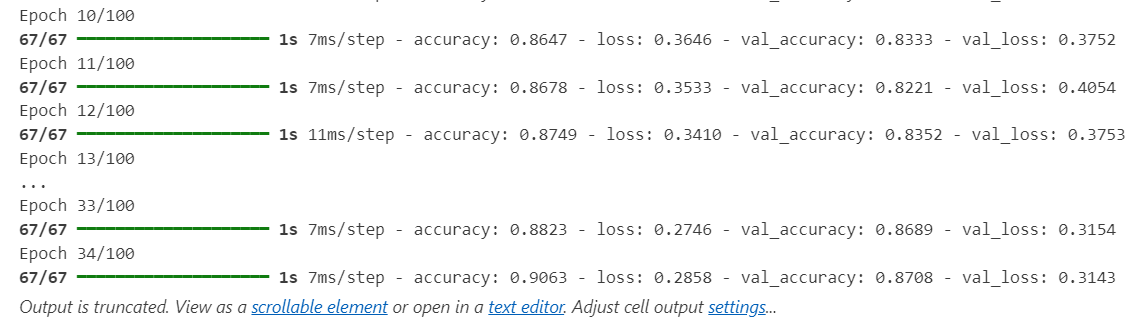 Epoch 10/100
67/67 ━━━━━━━━━━━━━━━━━━━━ 1s 7ms/step - accuracy: 0.8647 - loss: 0.3646 - val_accuracy: 0.8333 - val_loss: 0.3752
Epoch 11/100
67/67 ━━━━━━━━━━━━━━━━━━━━ 1s 7ms/step - accuracy: 0.8678 - loss: 0.3533 - val_accuracy: 0.8221 - val_loss: 0.4054
Epoch 12/100
67/67 ━━━━━━━━━━━━━━━━━━━━ 1s 11ms/step - accuracy: 0.8749 - loss: 0.3410 - val_accuracy: 0.8352 - val_loss: 0.3753
Epoch 13/100
...
Epoch 33/100
67/67 ━━━━━━━━━━━━━━━━━━━━ 1s 7ms/step - accuracy: 0.8823 - loss: 0.2746 - val_accuracy: 0.8689 - val_loss: 0.3154
Epoch 34/100
67/67 ━━━━━━━━━━━━━━━━━━━━ 1s 7ms/step - accuracy: 0.9063 - loss: 0.2858 - val_accuracy: 0.8708 - val_loss: 0.3143
Output is truncated. View as a scrollable element or open in a text editor. Adjust cell output settings...